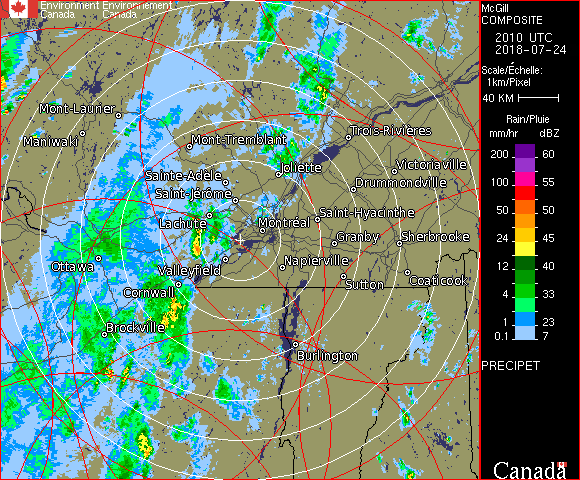 Environment Environnement
Canada Canada
McGill
COMPOSITE
2010 UTC
2018-07-24
Scale/Échelle:
1km/Pixel
40 KM
Rain/Pluie
mm/hr dBZ
200 60
100 55
50 50
24 45
12 40
4 33
1 23
0.1 7
PRECIPET
Canada
Mont-Laurier
Maniwaki
Mont-Tremblant
Trois-Rivières
Victoriaville
Joliette
Sainte-Adèle
Drummondville
Saint-Jérôme
Saint-Hyacinthe
Lachute
Montréal
Granby
Sherbrooke
Ottawa
Valleyfield
Napierville
Sutton
Coaticook
Cornwall
Brockville
Burlington